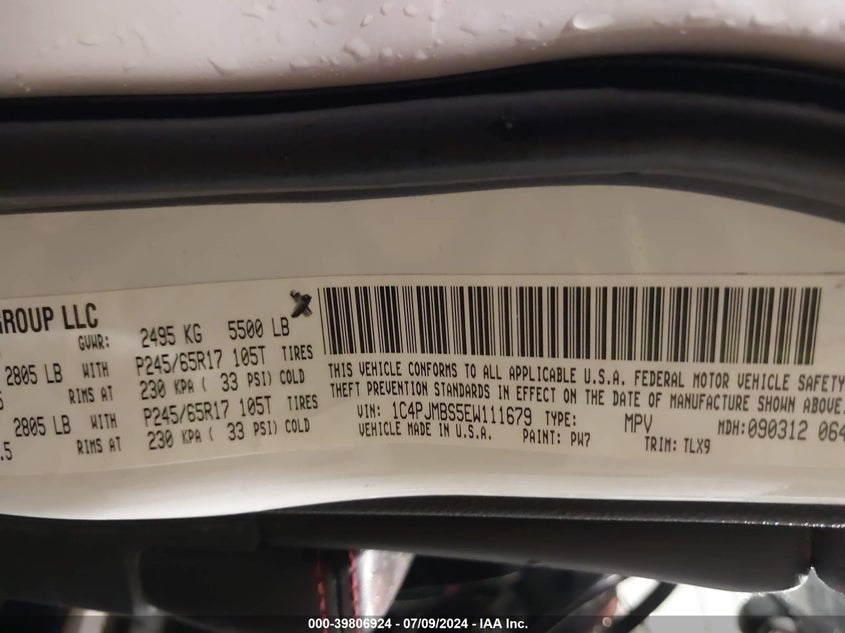 GROUP LLC
GVWR: 2495 KG 5500 LB
2805 LB WITH P245/65R17 105T TIRES
RIMS AT 230 KPA ( 33 PSI) COLD
2805 LB WITH P245/65R17 105T TIRES
.5 RIMS AT 230 KPA ( 33 PSI) COLD
THIS VEHICLE CONFORMS TO ALL APPLICABLE U.S.A. FEDERAL MOTOR VEHICLE SAFETY
THEFT PREVENTION STANDARDS IN EFFECT ON THE DATE OF MANUFACTURE SHOWN ABOVE.
VIN: 1C4PJMBS5EW111679 TYPE: MPV MDH:090312 064
VEHICLE MADE IN U.S.A. PAINT: PW7 TRIM: TLX9
000-39806924 - 07/09/2024 - IAA Inc.